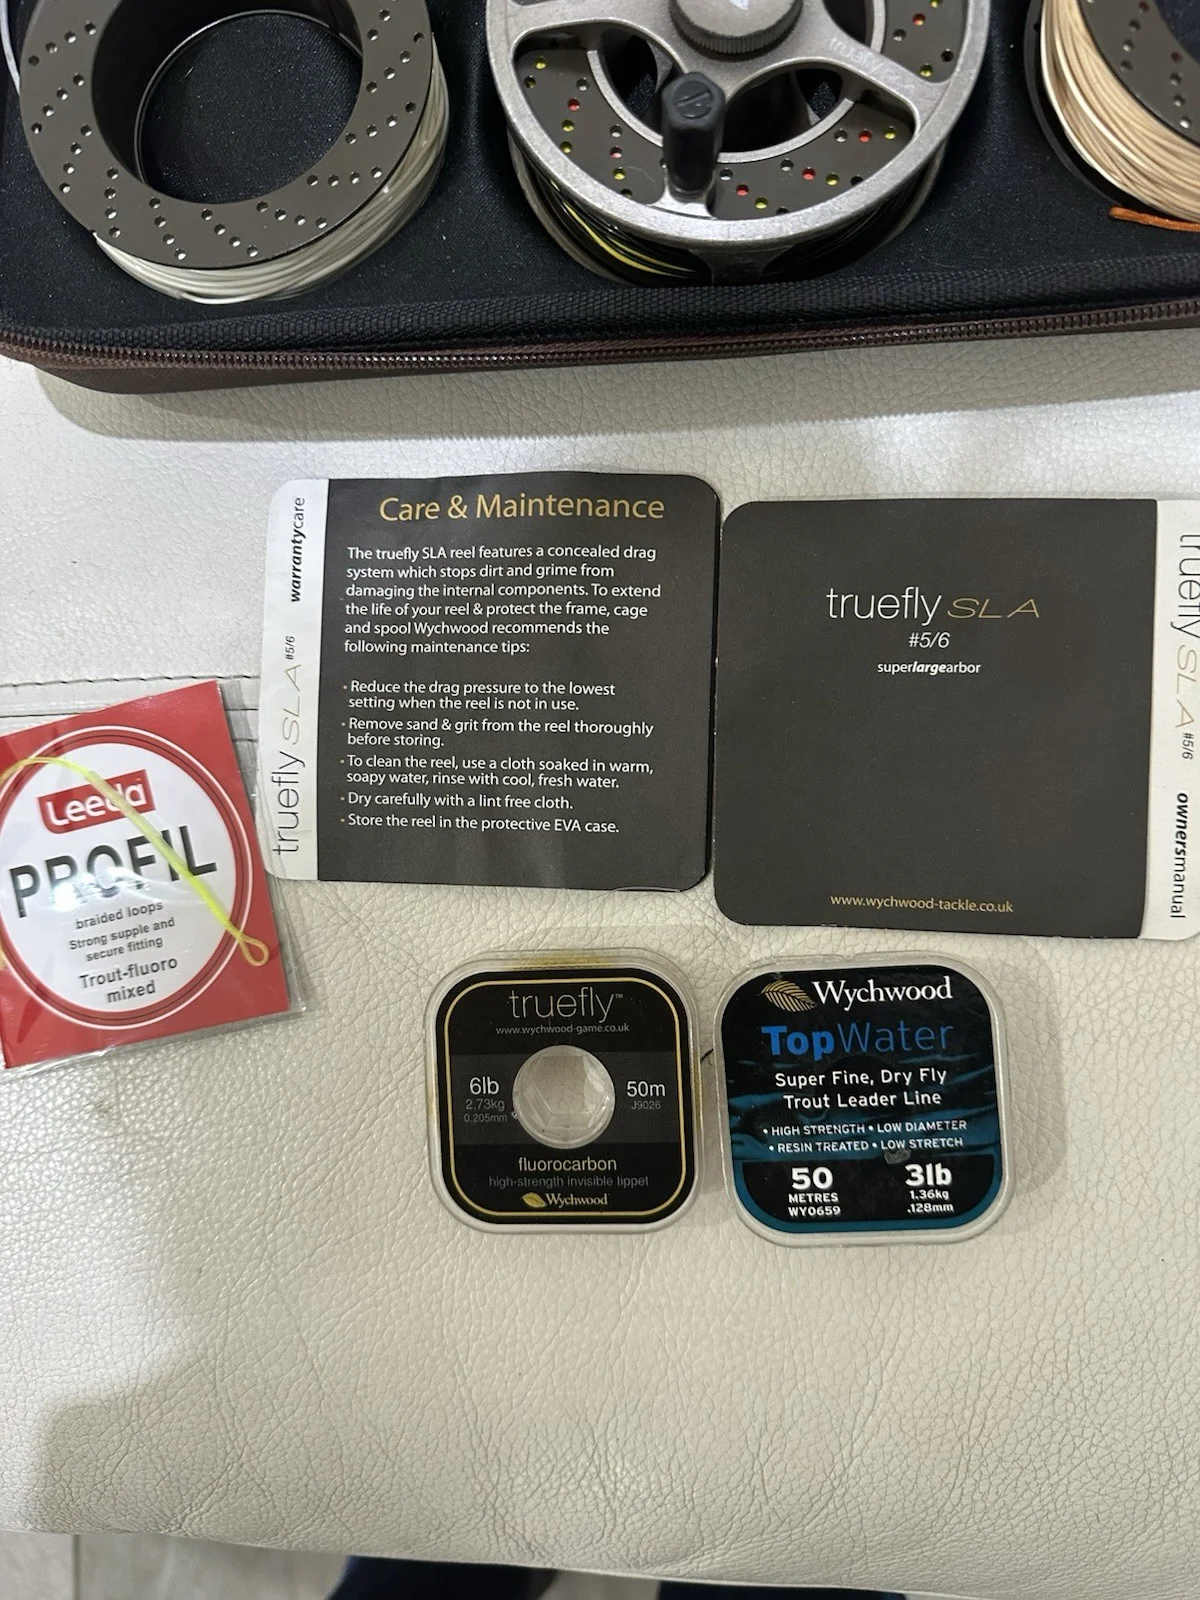 warrantycare
truefly SLA #5/6
Care & Maintenance
The truefly SLA reel features a concealed drag
system which stops dirt and grime from
damaging the internal components. To extend
the life of your reel & protect the frame, cage
and spool Wychwood recommends the
following maintenance tips:
• Reduce the drag pressure to the lowest
setting when the reel is not in use.
• Remove sand & grit from the reel thoroughly
before storing.
• To clean the reel, use a cloth soaked in warm,
soapy water, rinse with cool, fresh water.
• Dry carefully with a lint free cloth.
• Store the reel in the protective EVA case.
truefly SLA
#5/6
superlargearbor
www.wychwood-tackle.co.uk
truefly SLA #5/6
ownersmanual
Leeda
PROFIL
braided loops
Strong supple and
secure fitting
Trout-fluoro
mixed
truefly™
www.wychwood-game.co.uk
6lb
2.73kg
0.205mm
50m
J9026
fluorocarbon
high-strength invisible tippet
Wychwood
Wychwood
TopWater
Super Fine, Dry Fly
Trout Leader Line
• HIGH STRENGTH • LOW DIAMETER
• RESIN TREATED • LOW STRETCH
50
METRES
WY0659
3lb
1.36kg
.128mm